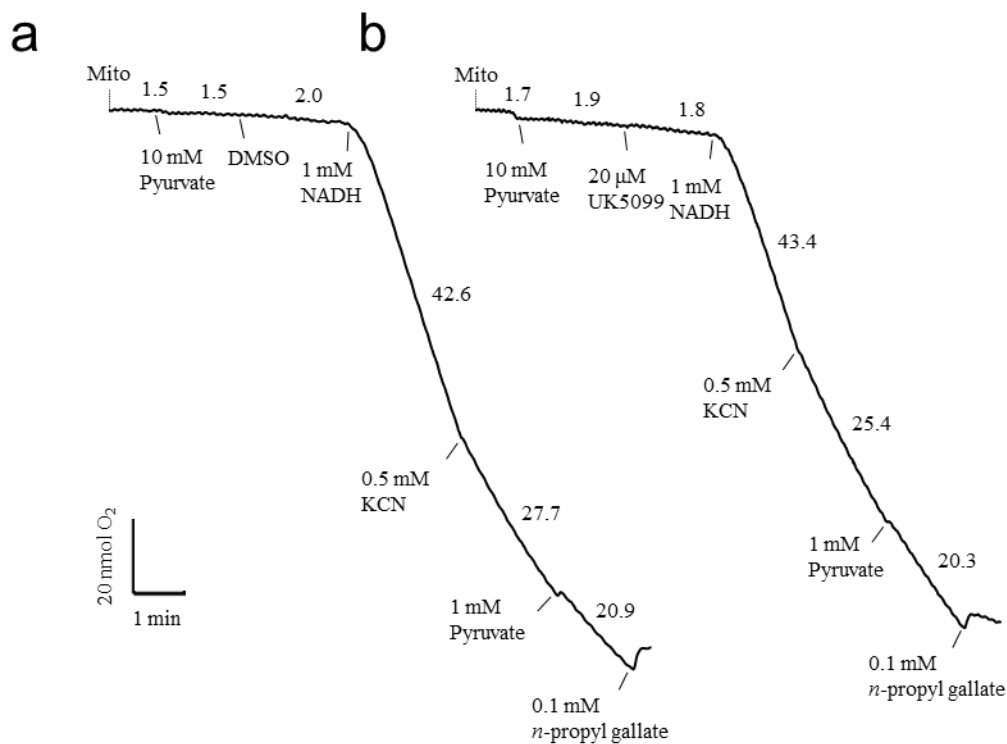 a
Mito
1.5
1.5
2.0
10 mM
Pyurvate
DMSO
1 mM
NADH
42.6
0.5 mM
KCN
27.7
1 mM
Pyruvate
20.9
0.1 mM
n-propyl gallate
20 nmol O2
1 min
b
Mito
1.7
1.9
1.8
10 mM
Pyurvate
20 μM
UK5099
1 mM
NADH
43.4
0.5 mM
KCN
25.4
1 mM
Pyruvate
20.3
0.1 mM
n-propyl gallate